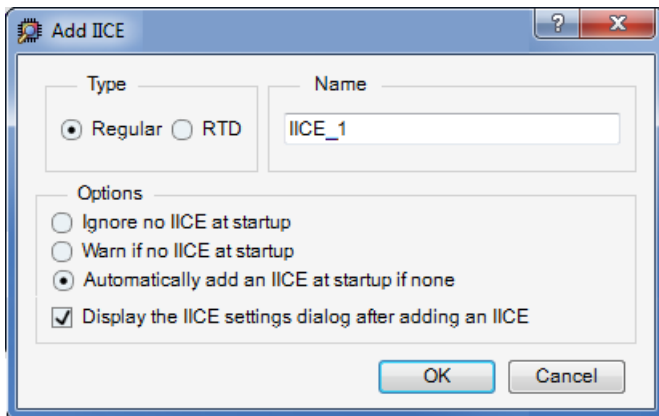 Add IICE
Type
Name
Regular RTD
IICE_1
Options
Ignore no IICE at startup
Warn if no IICE at startup
Automatically add an IICE at startup if none
Display the IICE settings dialog after adding an IICE
OK Cancel